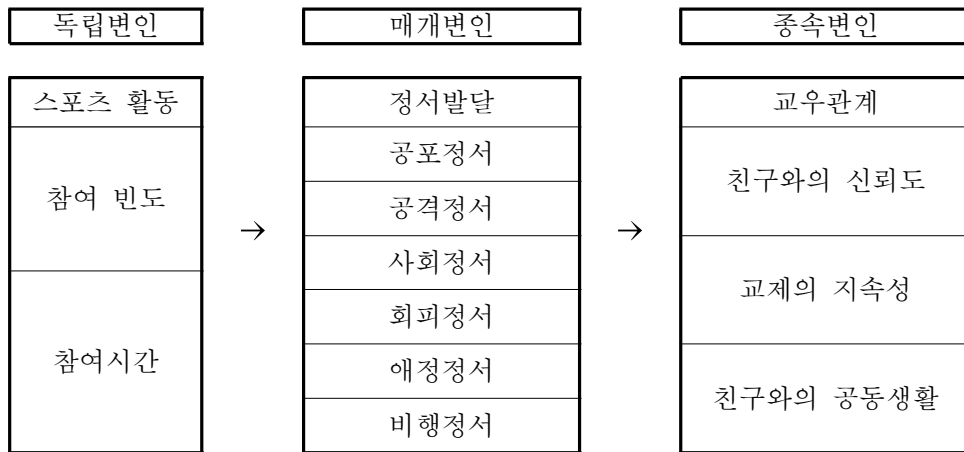 독립변인
매개변인
종속변인
스포츠 활동
참여 빈도
참여시간
→
정서발달
공포정서
공격정서
사회정서
회피정서
애정정서
비행정서
→
교우관계
친구와의 신뢰도
교제의 지속성
친구와의 공동생활